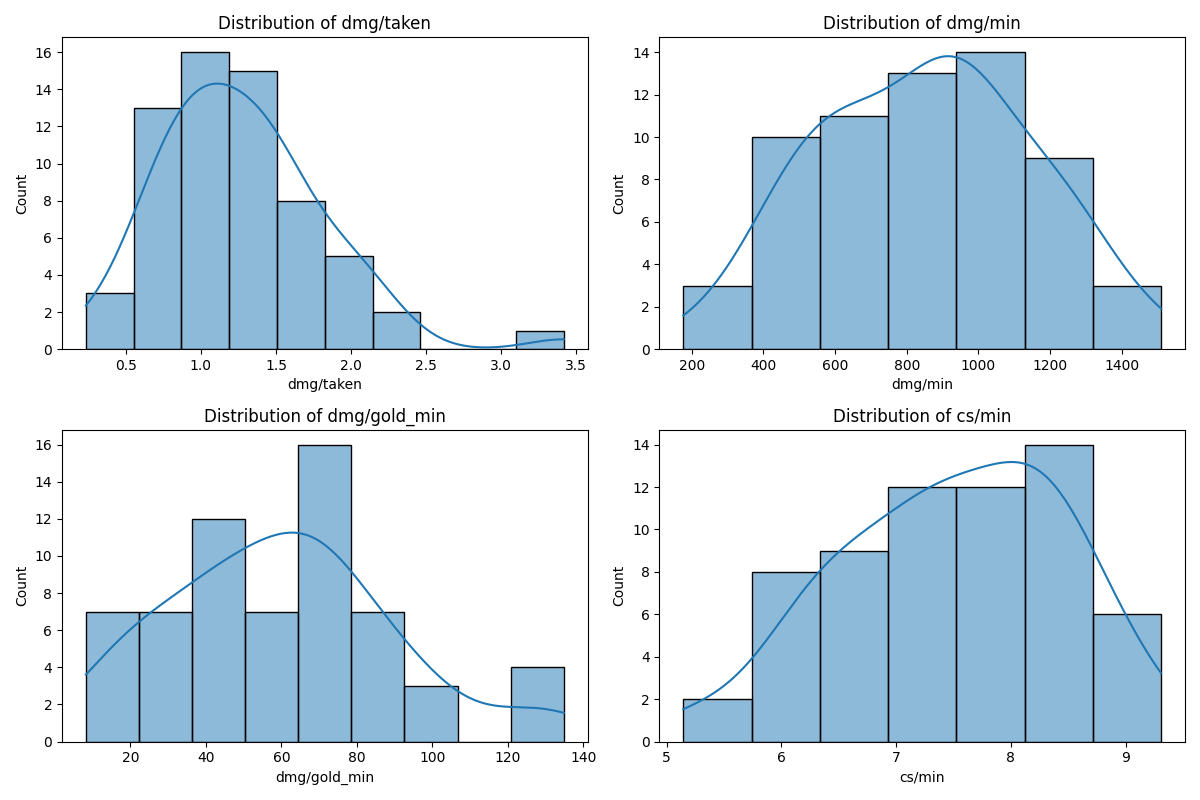 Distribution of dmg/taken
16
14
12
10
8
6
4
2
0
Count
0.5 1.0 1.5 2.0 2.5 3.0 3.5
dmg/taken
Distribution of dmg/min
14
12
10
8
6
4
2
0
Count
200 400 600 800 1000 1200 1400
dmg/min
Distribution of dmg/gold_min
16
14
12
10
8
6
4
2
0
Count
20 40 60 80 100 120 140
dmg/gold_min
Distribution of cs/min
14
12
10
8
6
4
2
0
Count
5 6 7 8 9
cs/min